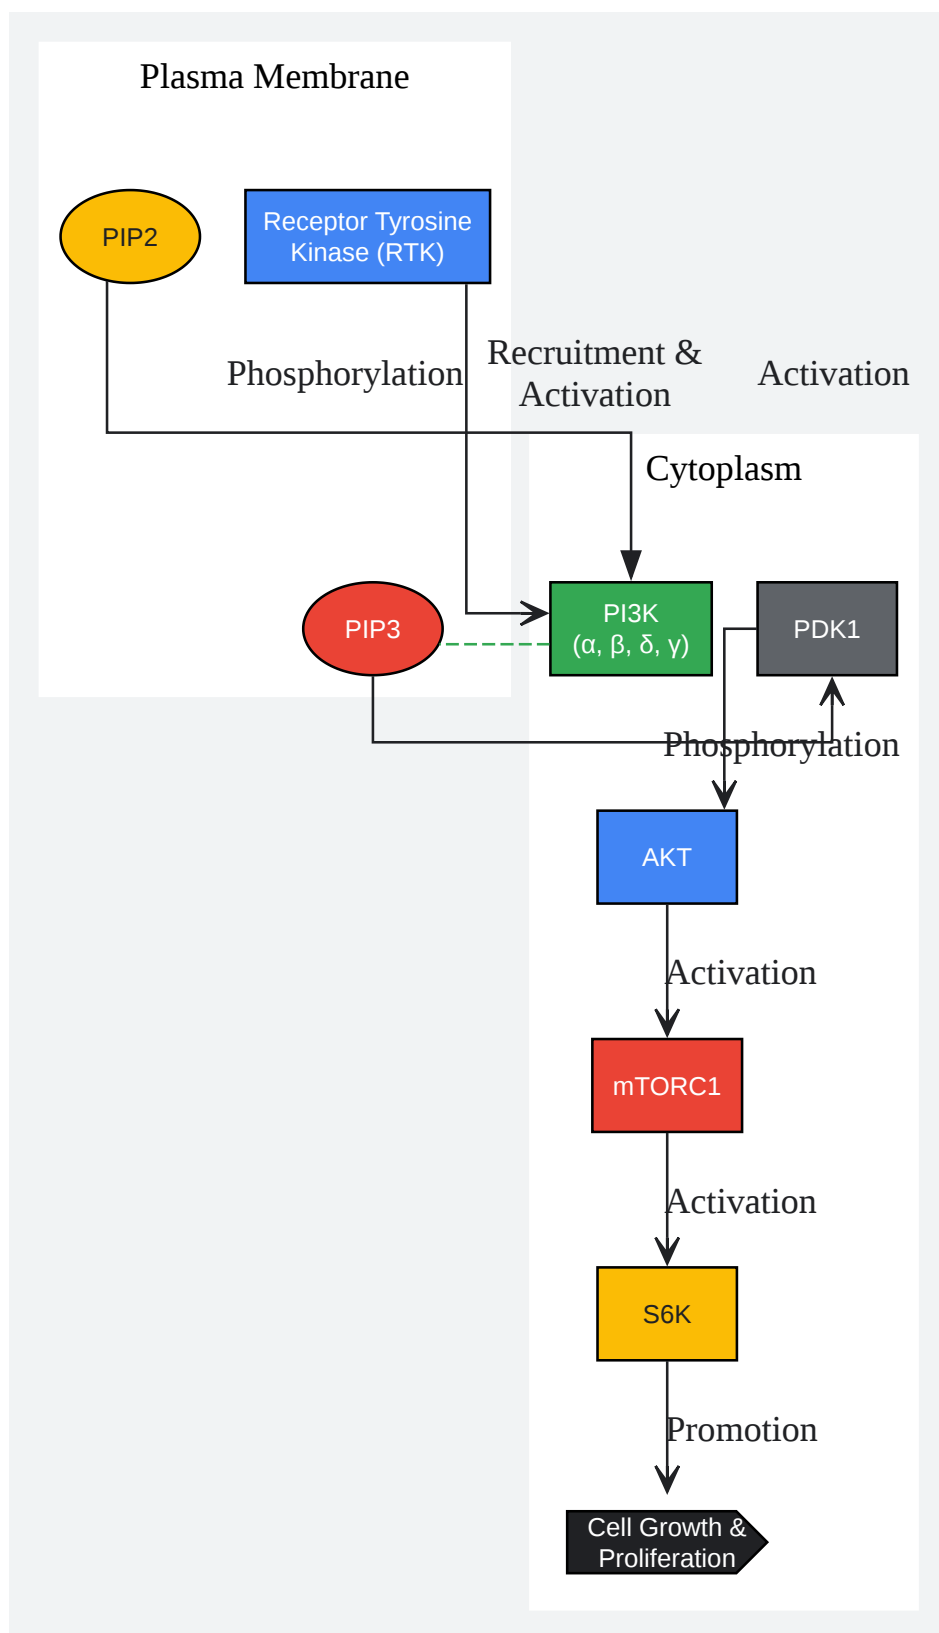 Plasma Membrane
PIP2
Receptor Tyrosine
Kinase (RTK)
Phosphorylation
Recruitment &
Activation
Activation
Cytoplasm
PIP3
PI3K
(α, β, δ, γ)
PDK1
Phosphorylation
AKT
Activation
mTORC1
Activation
S6K
Promotion
Cell Growth &
Proliferation